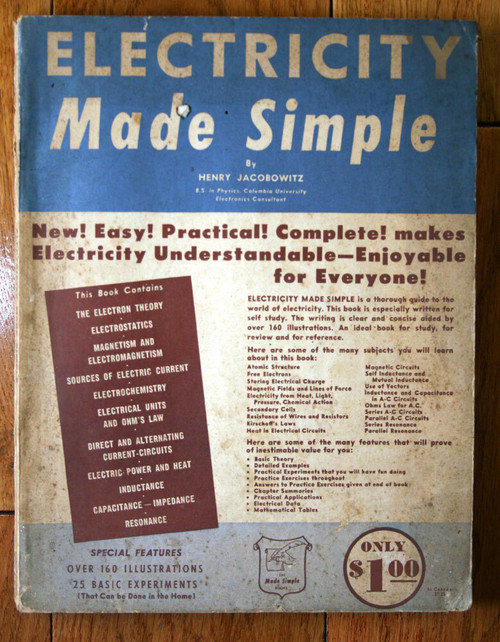 ELECTRICITY
Made Simple
By
HENRY JACOBOWITZ
B.S. in Physics, Columbia University
Electronics Consultant
New! Easy! Practical! Complete! makes
Electricity Understandable—Enjoyable
for Everyone!
This Book Contains
THE ELECTRON THEORY
ELECTROSTATICS
MAGNETISM AND
ELECTROMAGNETISM
SOURCES OF ELECTRIC CURRENT
ELECTROCHEMISTRY
ELECTRICAL UNITS
AND OHM'S LAW
DIRECT AND ALTERNATING
CURRENT-CIRCUITS
ELECTRIC POWER AND HEAT
INDUCTANCE
CAPACITANCE — IMPEDANCE
RESONANCE
ELECTRICITY MADE SIMPLE is a thorough guide to the
world of electricity. This book is especially written for
self study. The writing is clear and concise aided by
over 160 illustrations. An ideal book for study, for
review and for reference.
Here are some of the many subjects you will learn
about in this book:
Atomic Structure
Free Electrons
Storing Electrical Charge
Magnetic Fields and Lines of Force
Electricity from Heat, Light,
Pressure, Chemical Action
Secondary Cells
Resistance of Wires and Resistors
Kirschoff's Laws
Heat in Electrical Circuits
Magnetic Circuits
Self Inductance and
Mutual Inductance
Use of Vectors
Inductance and Capacitance
in A-C Circuits
Ohms Law for A.C.
Series A-C Circuits
Parallel A-C Circuits
Series Resonance
Parallel Resonance
Here are some of the many features that will prove
of inestimable value for you:
• Basic Theory
• Detailed Examples
• Practical Experiments that you will have fun doing
• Practice Exercises throughout
• Answers to Practice Exercises given at end of book
• Chapter Summaries
• Practical Applications
• Electrical Data
• Mathematical Tables
SPECIAL FEATURES
OVER 160 ILLUSTRATIONS
25 BASIC EXPERIMENTS
(That Can be Done in the Home)
Made Simple
BOOKS
ONLY
$1.00